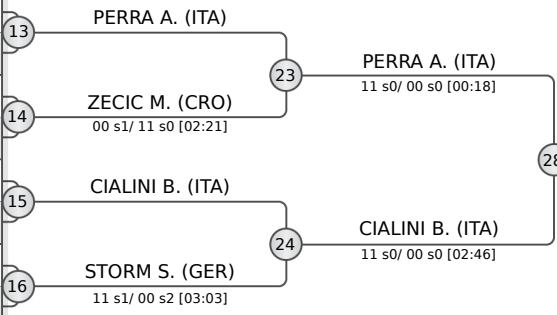 PERRA A. (ITA)
13
23
PERRA A. (ITA)
11 s0/ 00 s0 [00:18]
ZECIC M. (CRO)
14
00 s1/ 11 s0 [02:21]
28
CIALINI B. (ITA)
15
24
CIALINI B. (ITA)
11 s0/ 00 s0 [02:46]
STORM S. (GER)
16
11 s1/ 00 s2 [03:03]